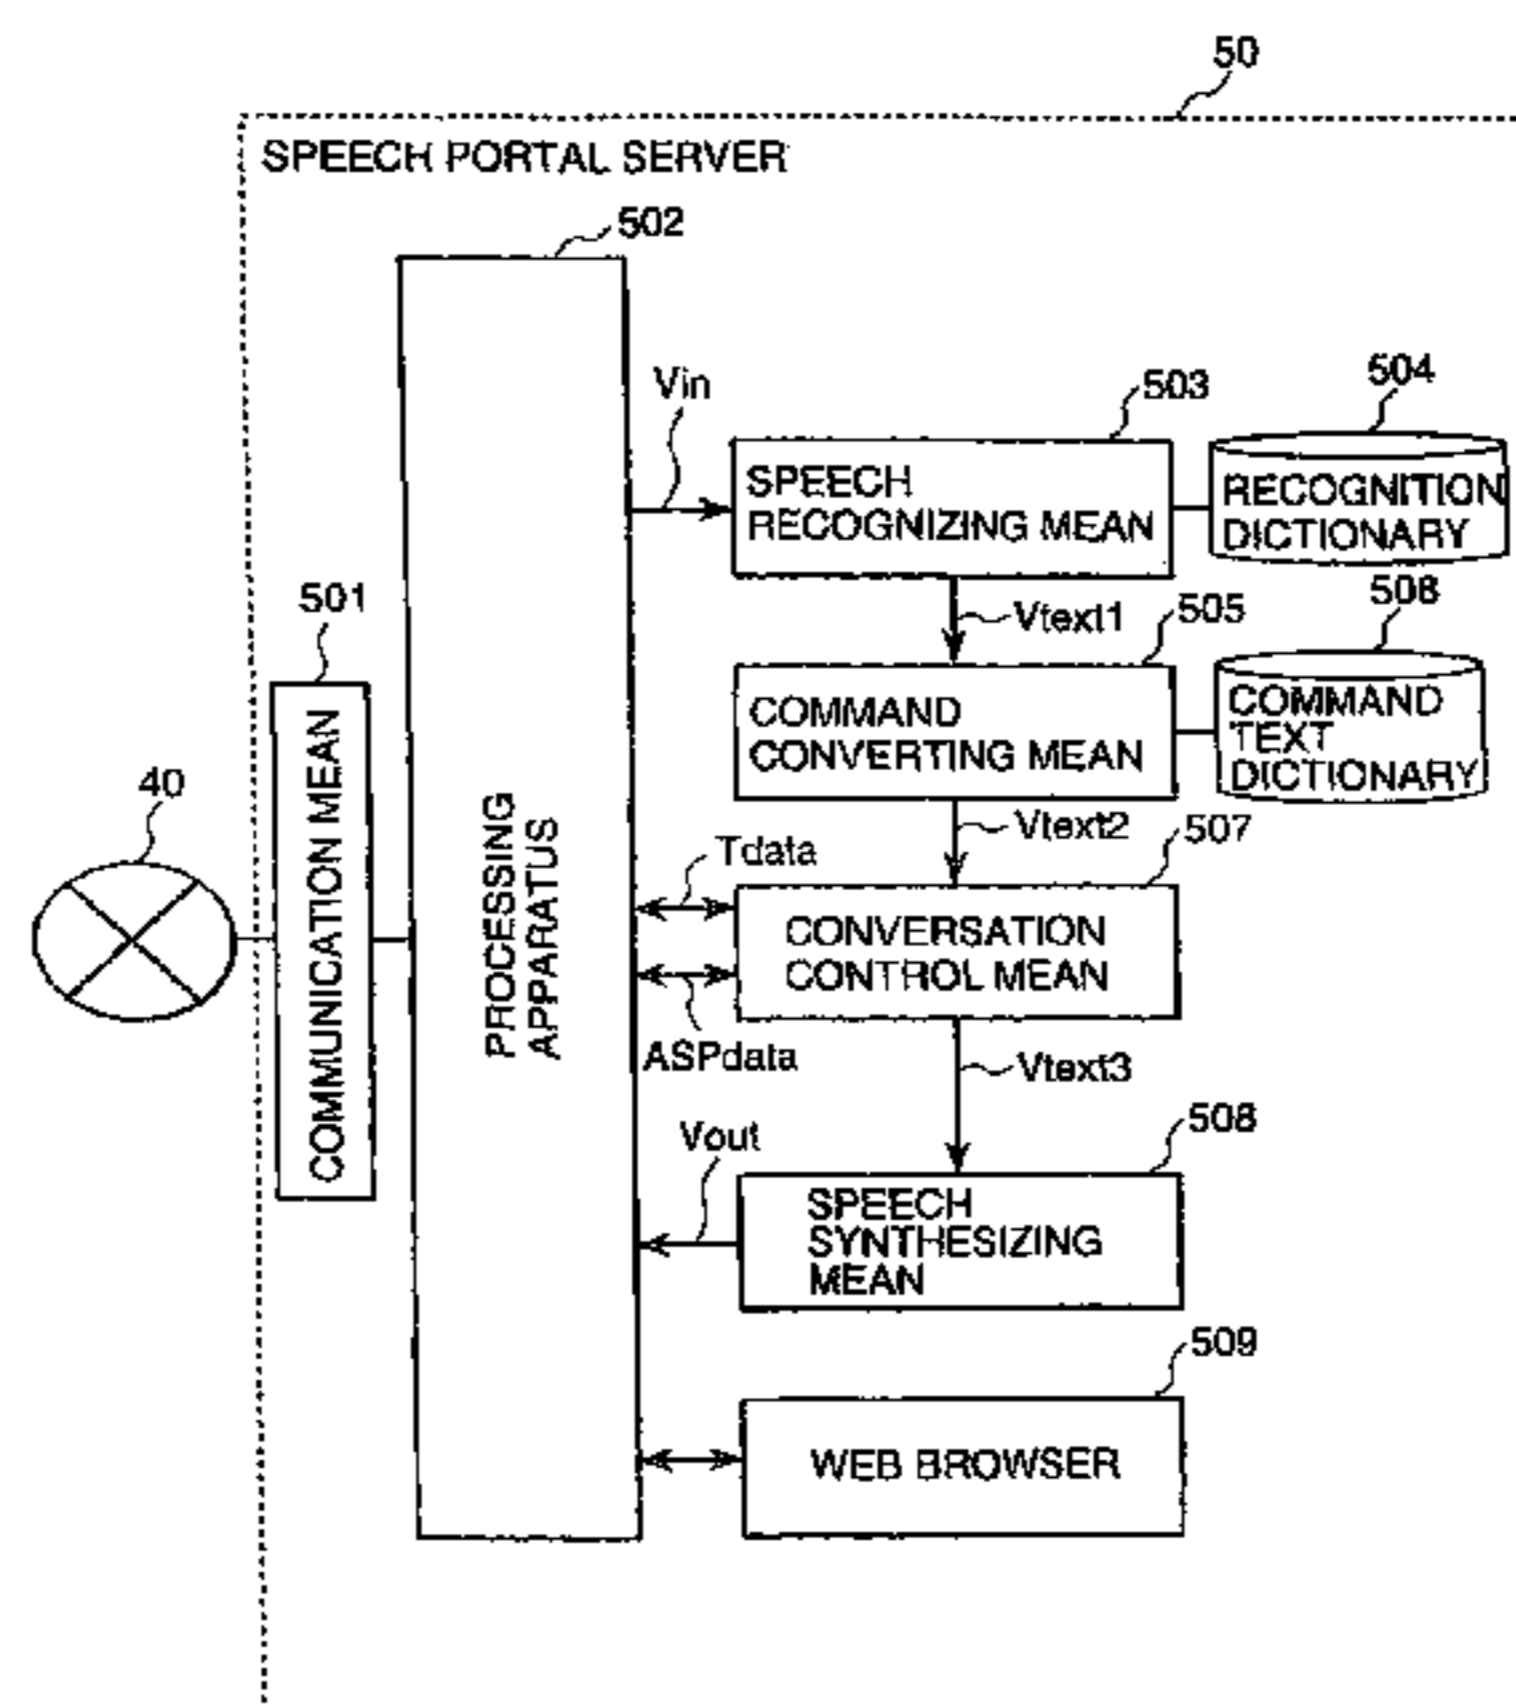 50
SPEECH PORTAL SERVER
502
Vin
503
504
SPEECH
RECOGNIZING MEAN
RECOGNITION
DICTIONARY
501
Vtext1
505
508
COMMUNICATION MEAN
COMMAND
CONVERTING MEAN
COMMAND
TEXT
DICTIONARY
40
PROCESSING
APPARATUS
Tdata
Vtext2
507
CONVERSATION
CONTROL MEAN
ASPdata
Vtext3
Vout
508
SPEECH
SYNTHESIZING
MEAN
509
WEB BROWSER